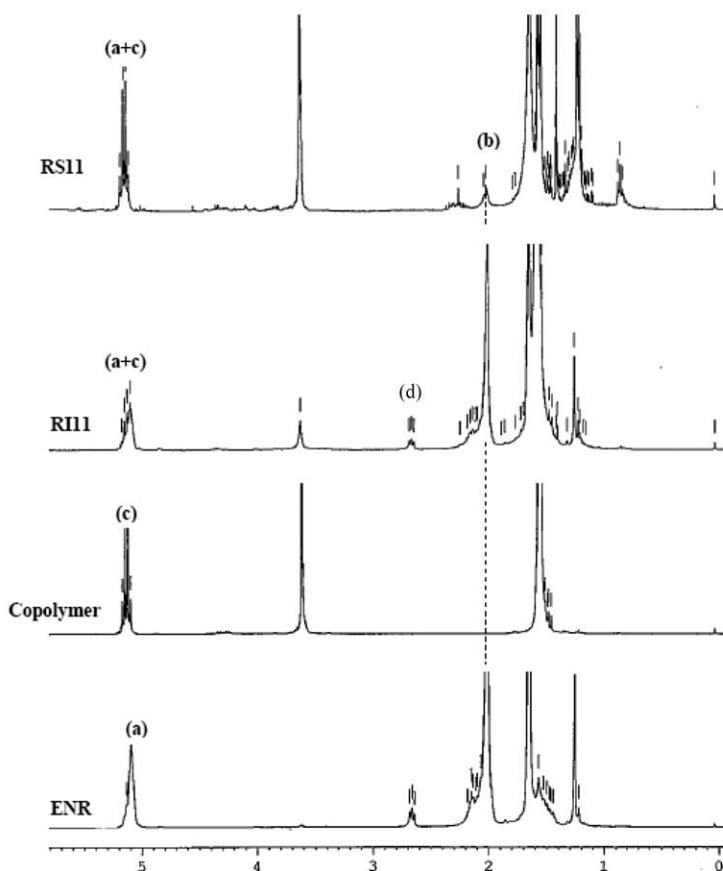 (a+c)
RS11
(b)
(a+c)
(d)
RI11
(c)
Copolymer
(a)
ENR
5 4 3 2 1 0